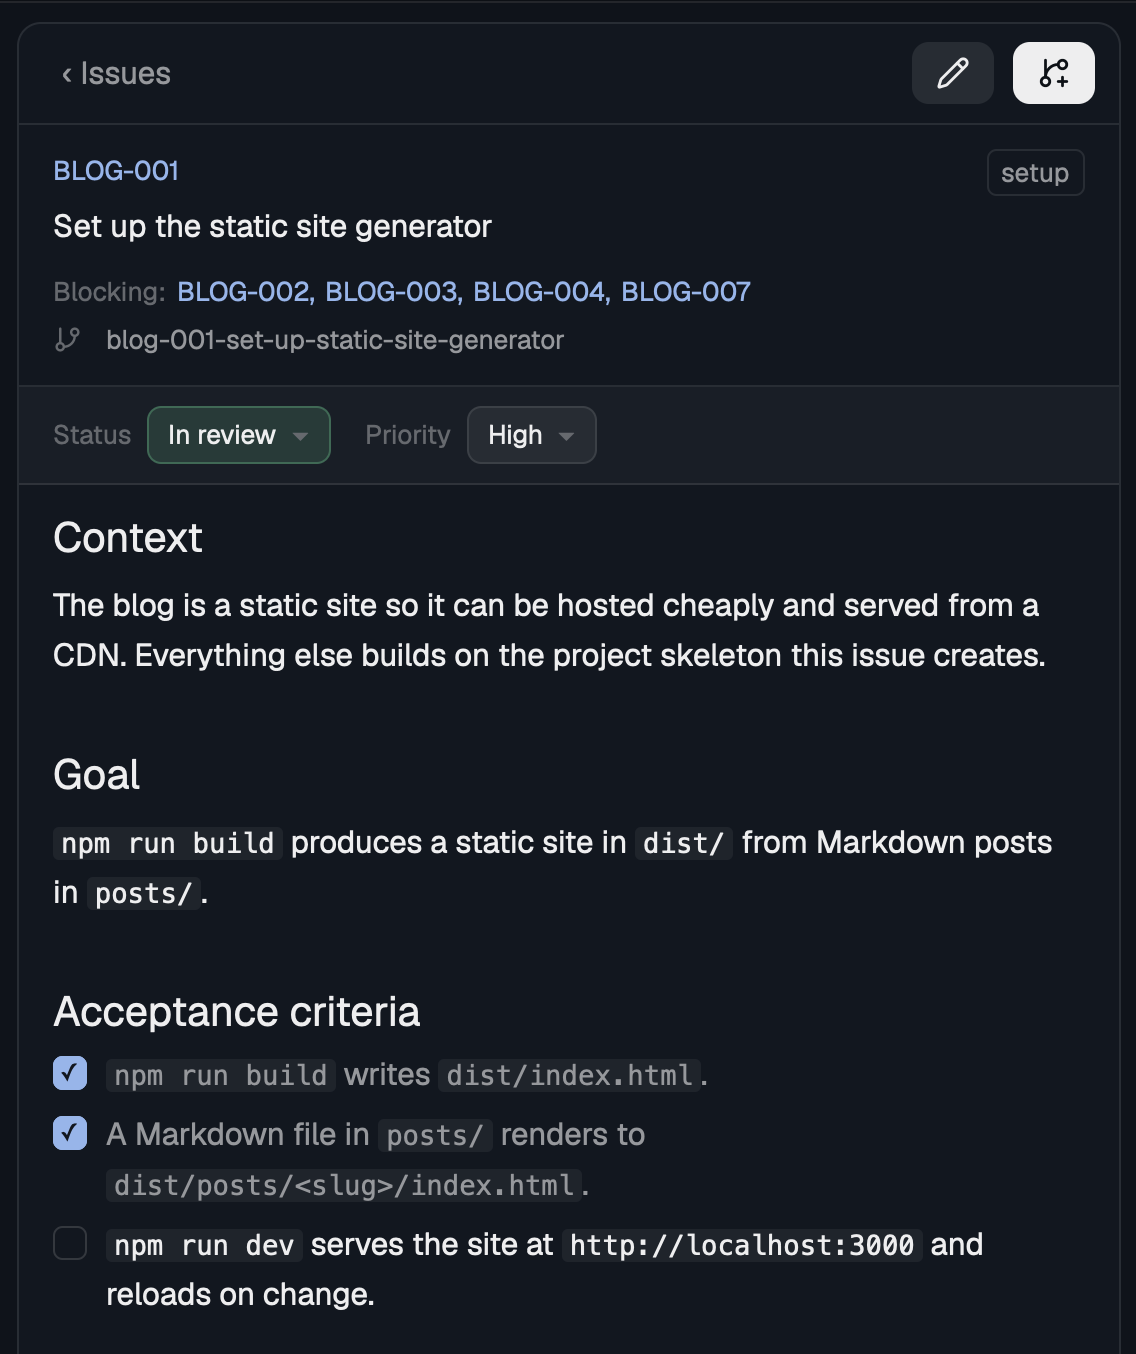 ‹ Issues
BLOG-001
setup
Set up the static site generator
Blocking: BLOG-002, BLOG-003, BLOG-004, BLOG-007
blog-001-set-up-static-site-generator
Status In review Priority High
Context
The blog is a static site so it can be hosted cheaply and served from a
CDN. Everything else builds on the project skeleton this issue creates.
Goal
npm run build produces a static site in dist/ from Markdown posts
in posts/.
Acceptance criteria
npm run build writes dist/index.html.
A Markdown file in posts/ renders to
dist/posts/<slug>/index.html.
npm run dev serves the site at http://localhost:3000 and
reloads on change.